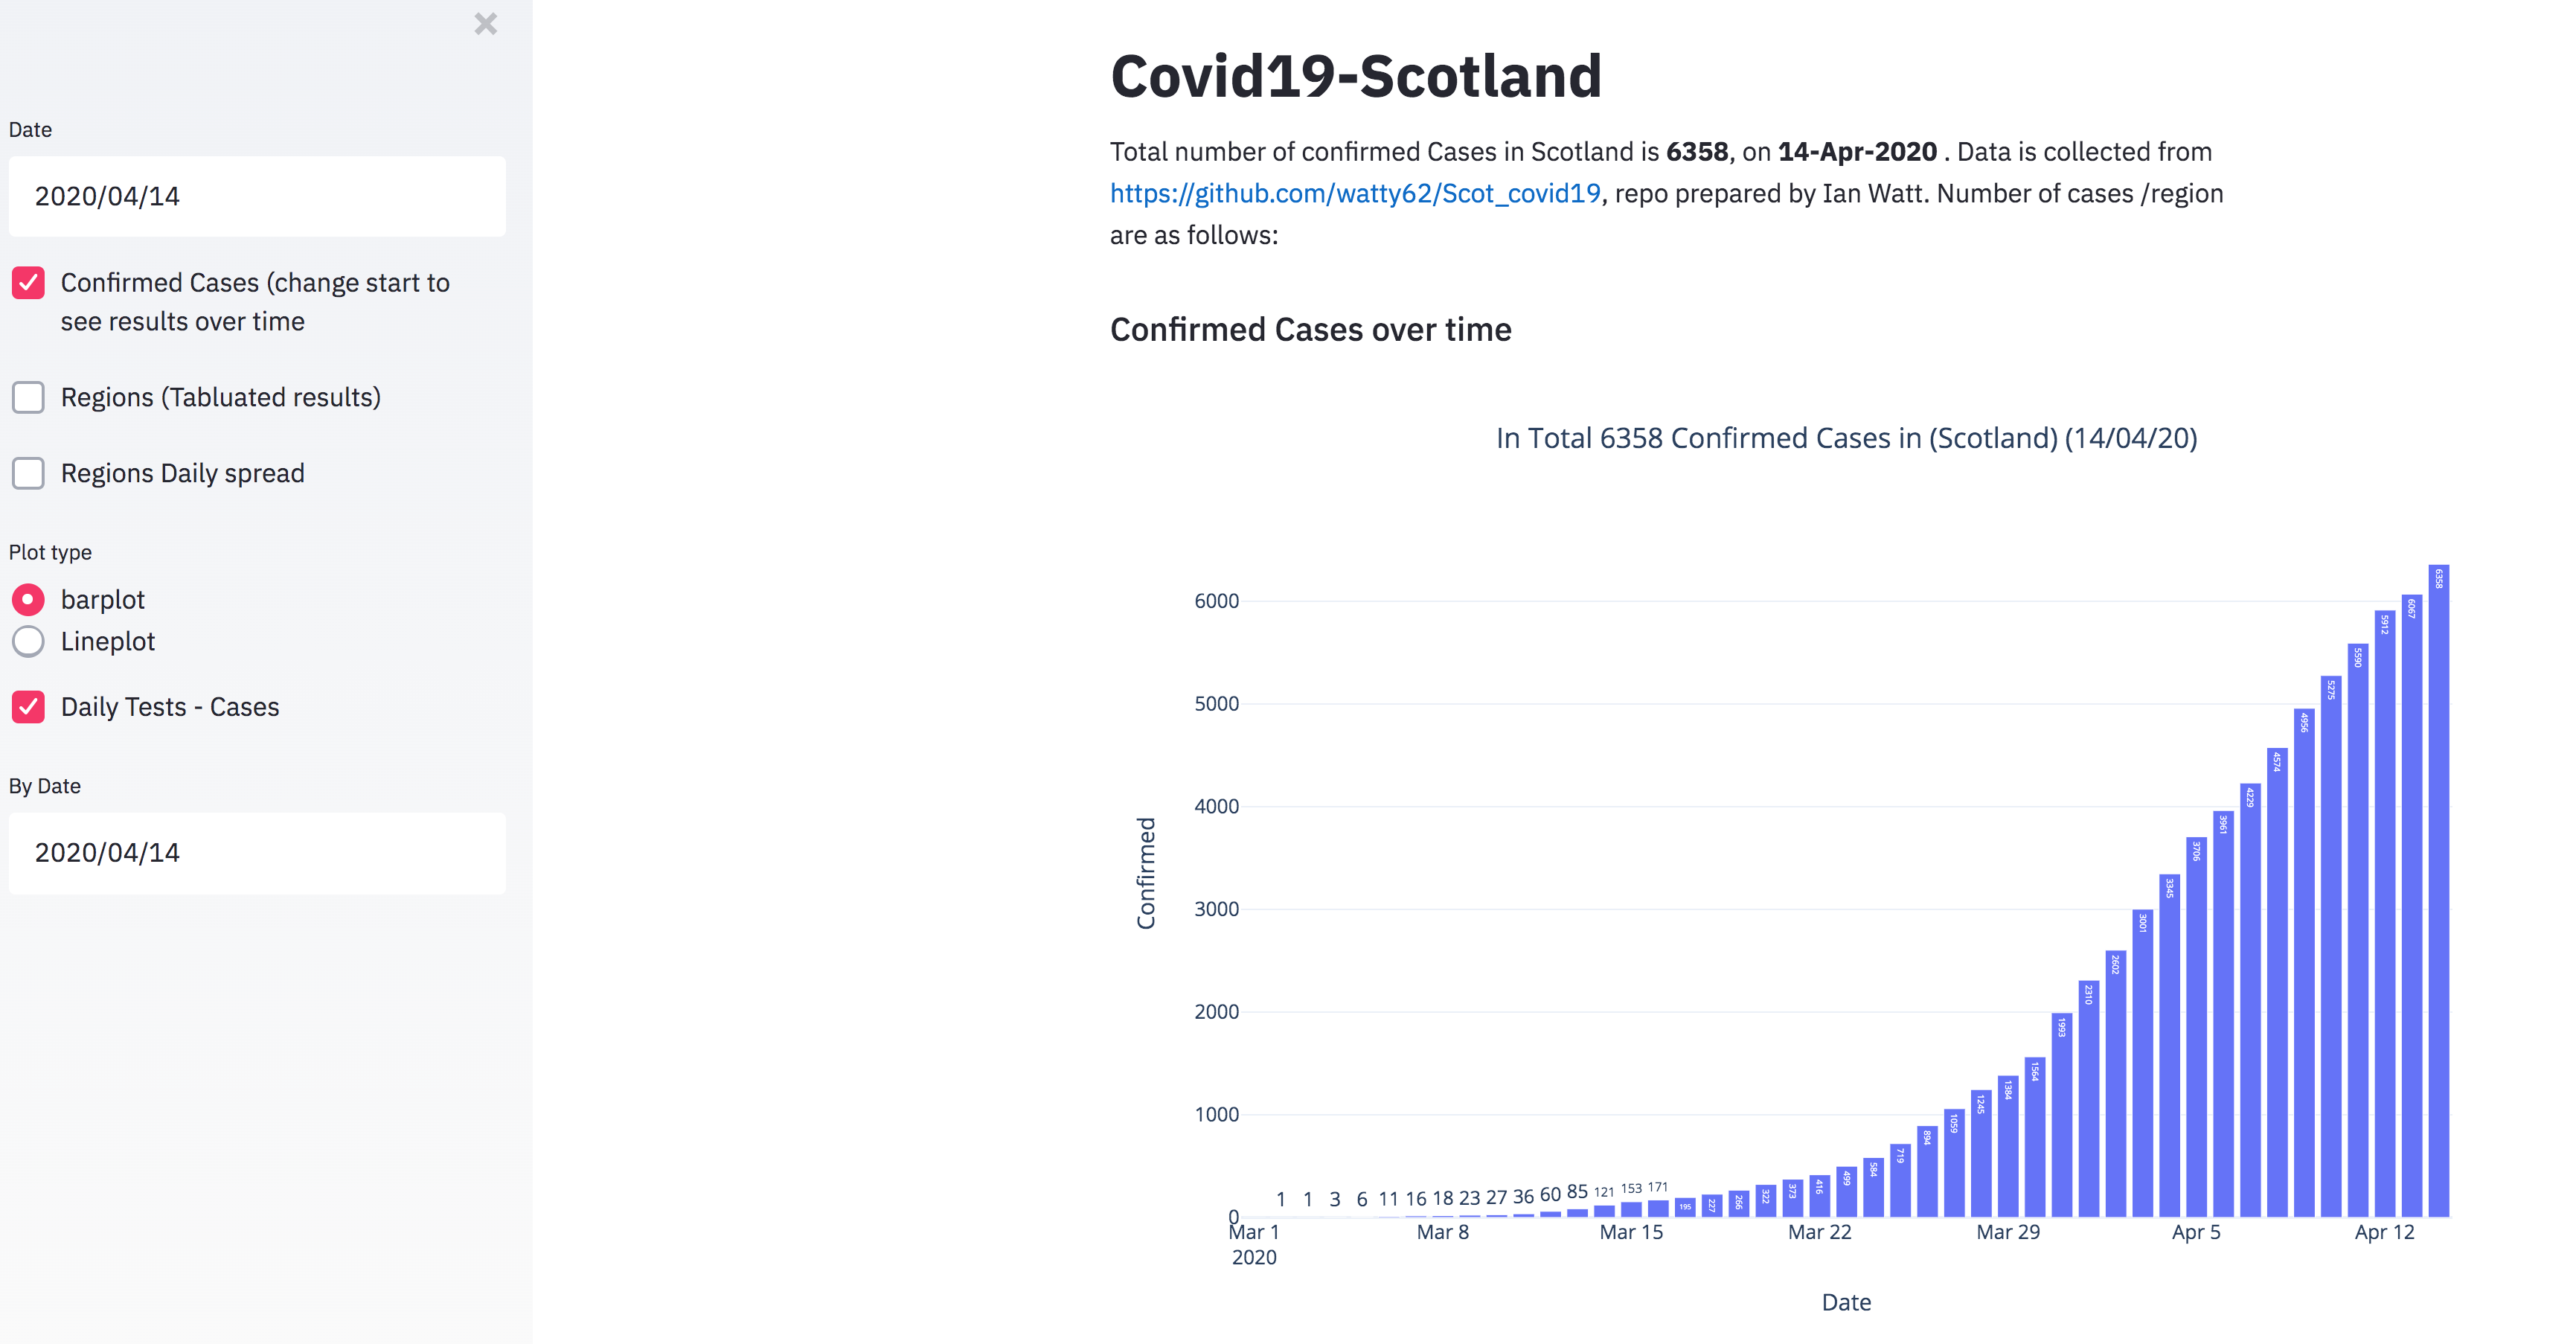 Date
2020/04/14
Confirmed Cases (change start to
see results over time
Regions (Tabluated results)
Regions Daily spread
Plot type
barplot
Lineplot
Daily Tests - Cases
By Date
2020/04/14
Covid19-Scotland
Total number of confirmed Cases in Scotland is 6358, on 14-Apr-2020 . Data is collected from
https://github.com/watty62/Scot_covid19, repo prepared by Ian Watt. Number of cases /region
are as follows:
Confirmed Cases over time
In Total 6358 Confirmed Cases in (Scotland) (14/04/20)
Confirmed
6000
5000
4000
3000
2000
1000
0
1 1 3 6 11 16 18 23 27 36 60 85 121 153 171 195 227 266 322 373 416 499 584 719 894 1059 1245 1384 1564 1993 2310 2602 3001 3345 3706 3961 4229 4574 4956 5275 5590 5912 6067 6358
Mar 1 Mar 8 Mar 15 Mar 22 Mar 29 Apr 5 Apr 12
2020
Date